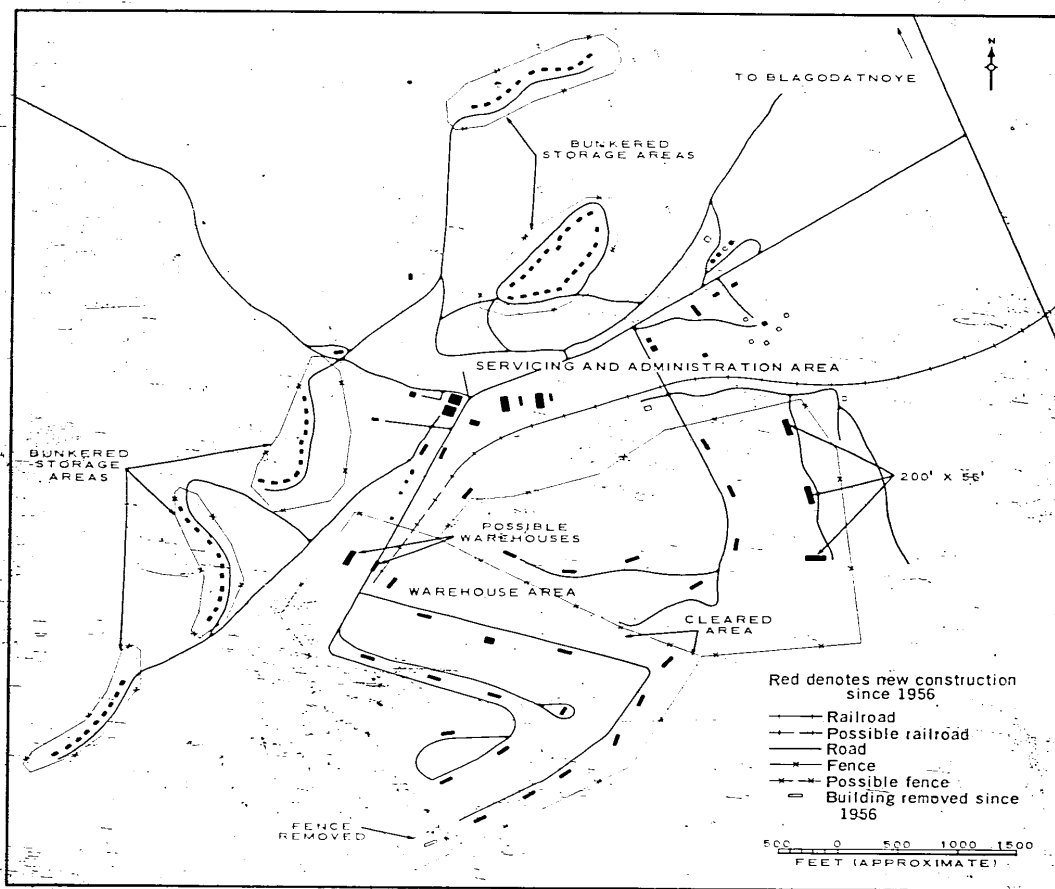 N
TO BLAGODATNOYE
BUNKERED
STORAGE AREAS
SERVICING AND ADMINISTRATION AREA
BUNKERED
STORAGE
AREAS
200' X 55'
POSSIBLE
WAREHOUSES
WAREHOUSE AREA
CLEARED
AREA
Red denotes new construction
since 1956
Railroad
Possible railroad
Road
Fence
Possible fence
Building removed since
1956
FENCE
REMOVED
500 0 500 1000 1500
FEET (APPROXIMATE)